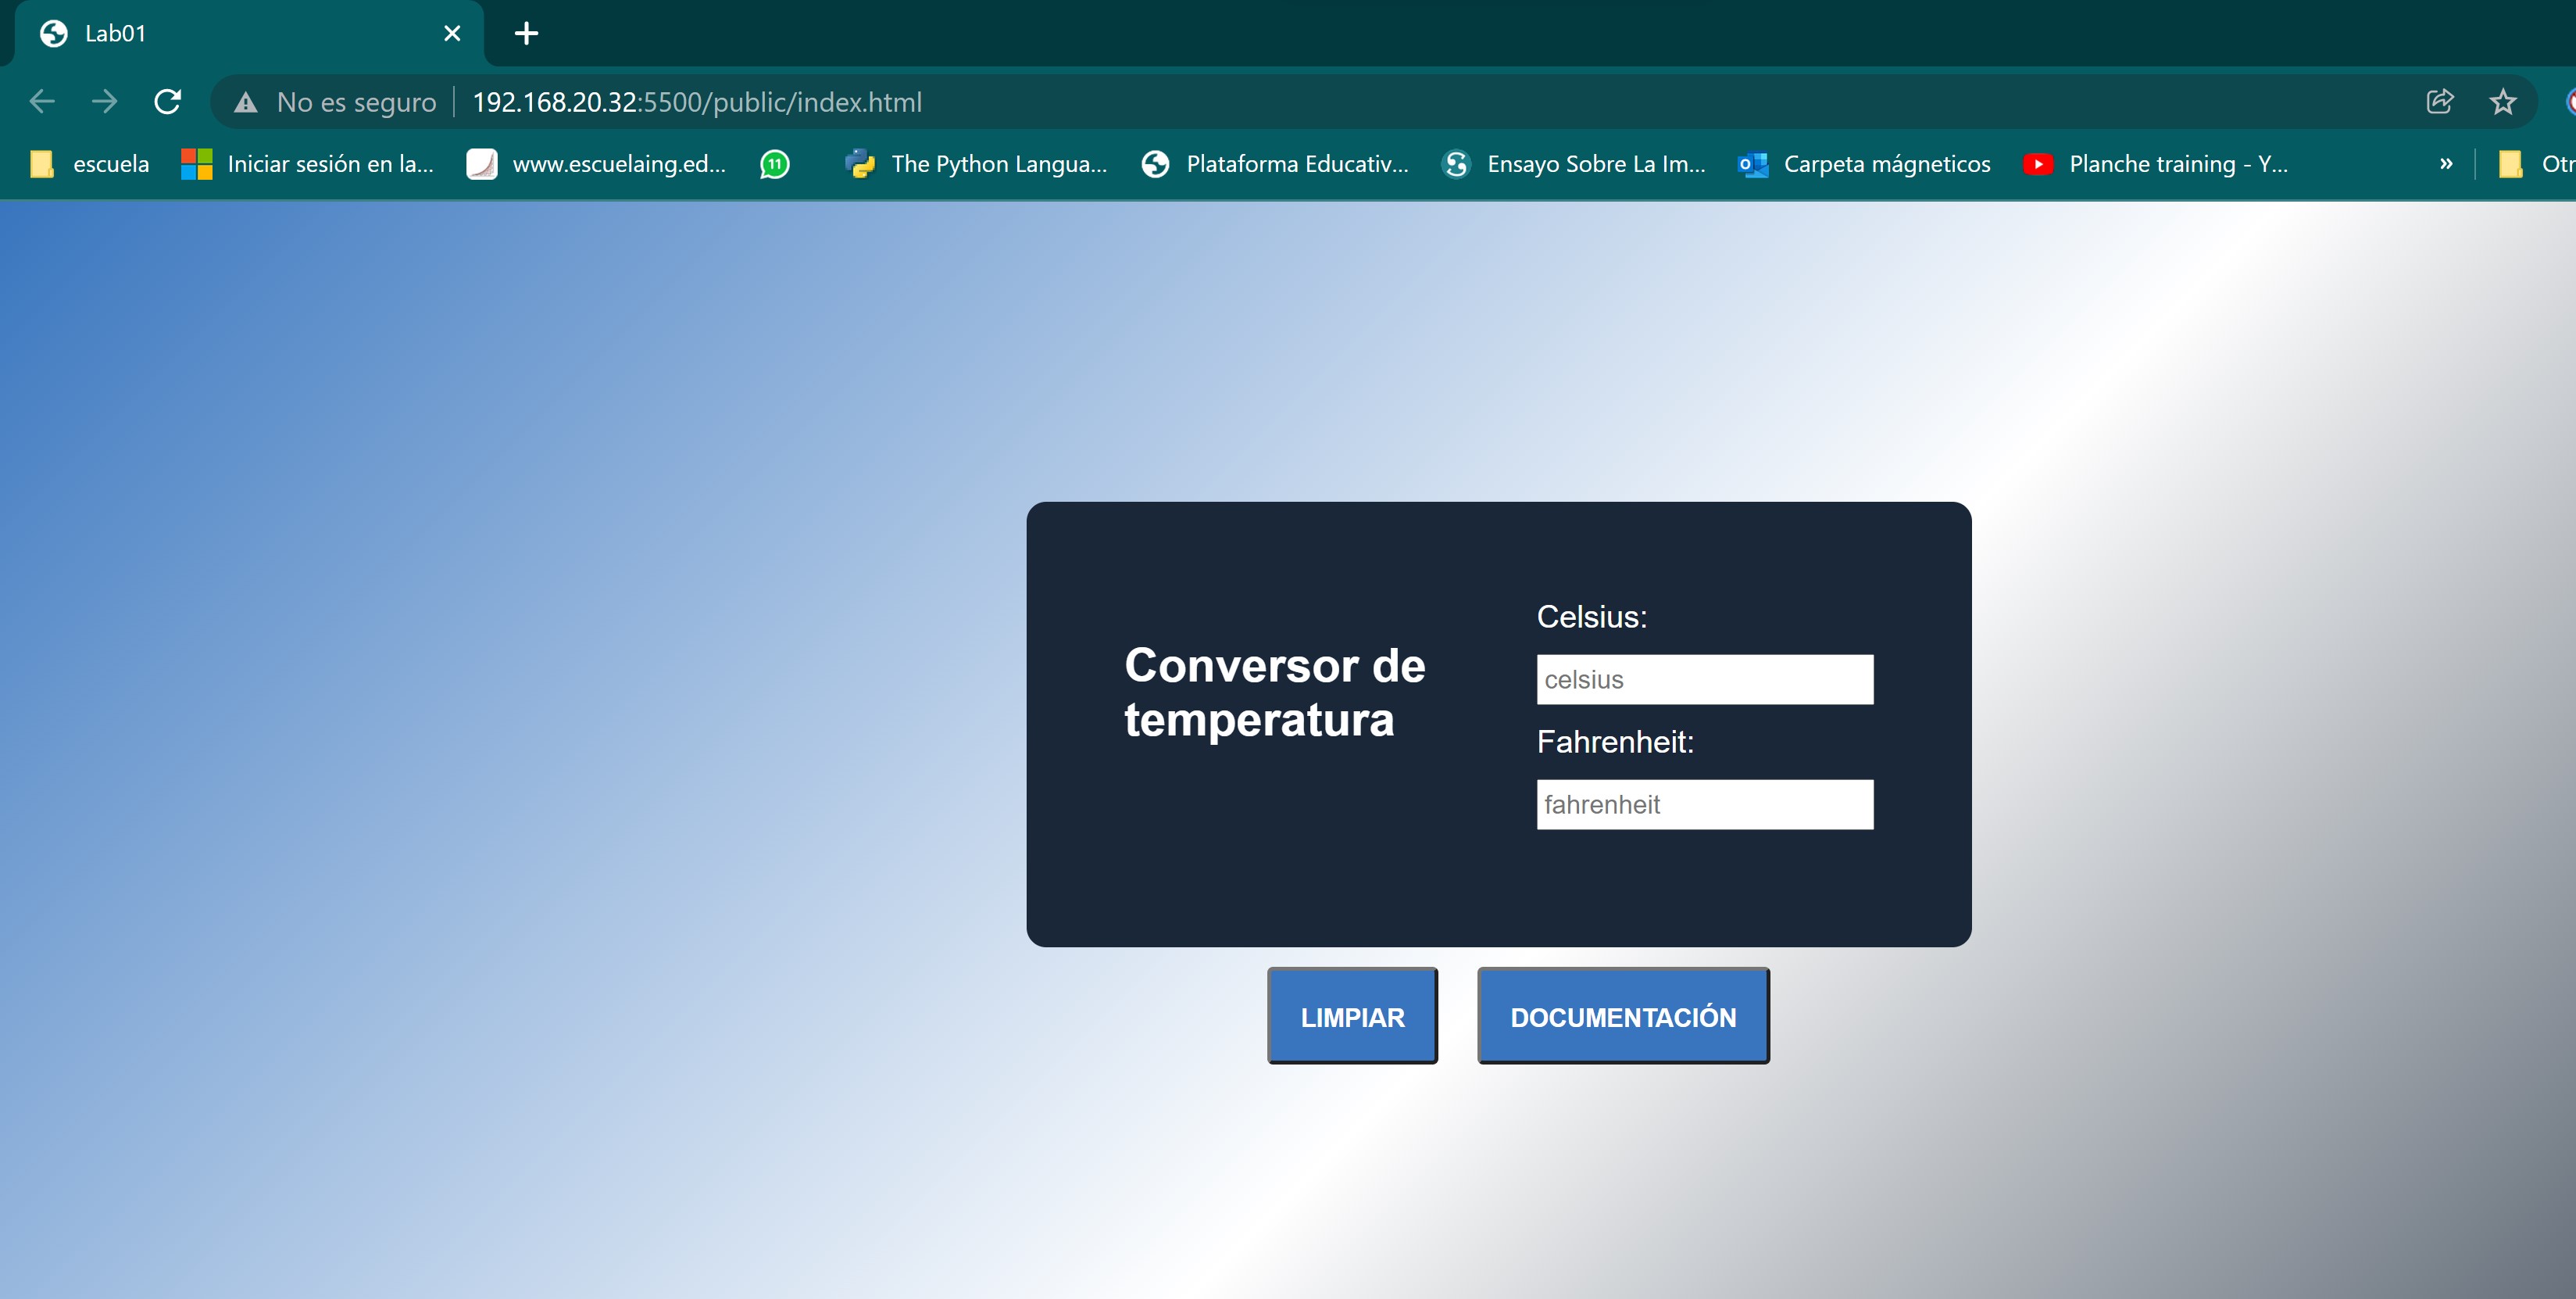 Lab01
No es seguro 192.168.20.32:5500/public/index.html
escuela Iniciar sesión en la... www.escuelaing.ed... 11 The Python Langua... Plataforma Educativ... Ensayo Sobre La Im... Carpeta mágneticos Planche training - Y... » Otr
Conversor de
temperatura
Celsius:
celsius
Fahrenheit:
fahrenheit
LIMPIAR DOCUMENTACIÓN